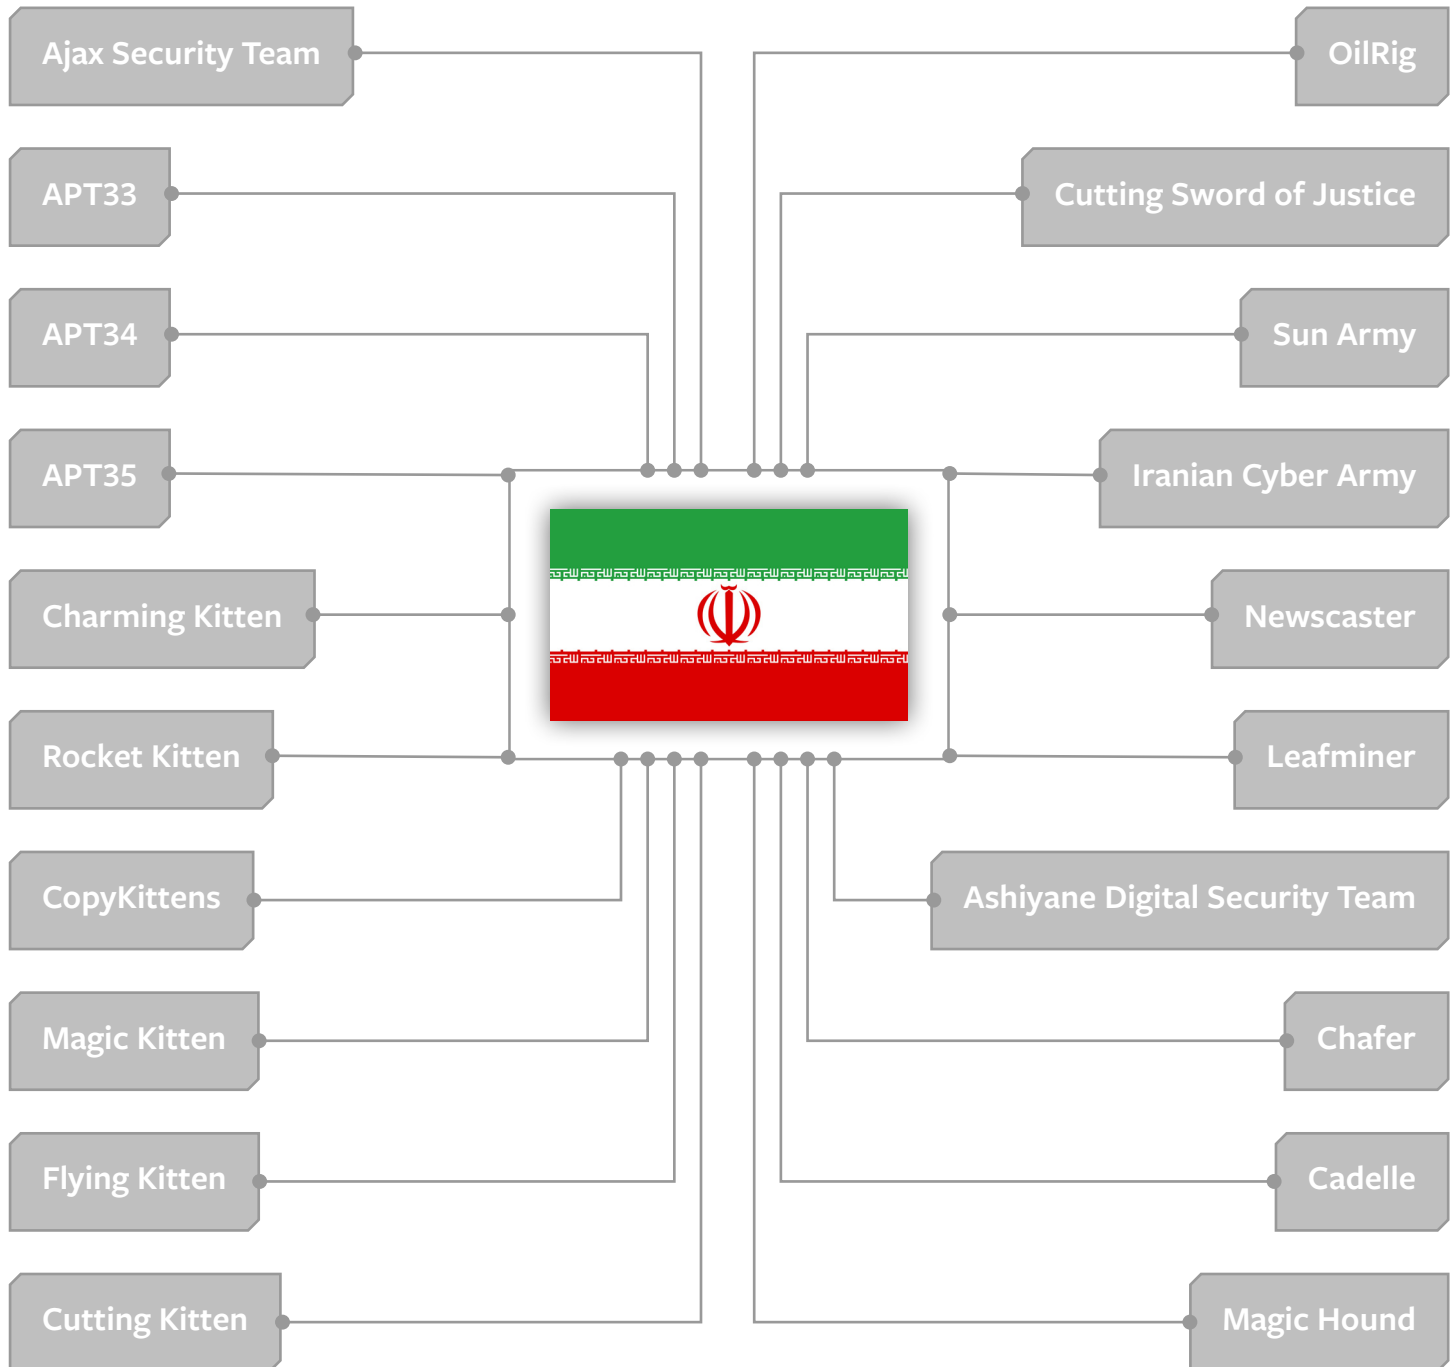 Ajax Security Team
APT33
APT34
APT35
Charming Kitten
Rocket Kitten
CopyKittens
Magic Kitten
Flying Kitten
Cutting Kitten
OilRig
Cutting Sword of Justice
Sun Army
Iranian Cyber Army
Newscaster
Leafminer
Ashiyane Digital Security Team
Chafer
Cadelle
Magic Hound